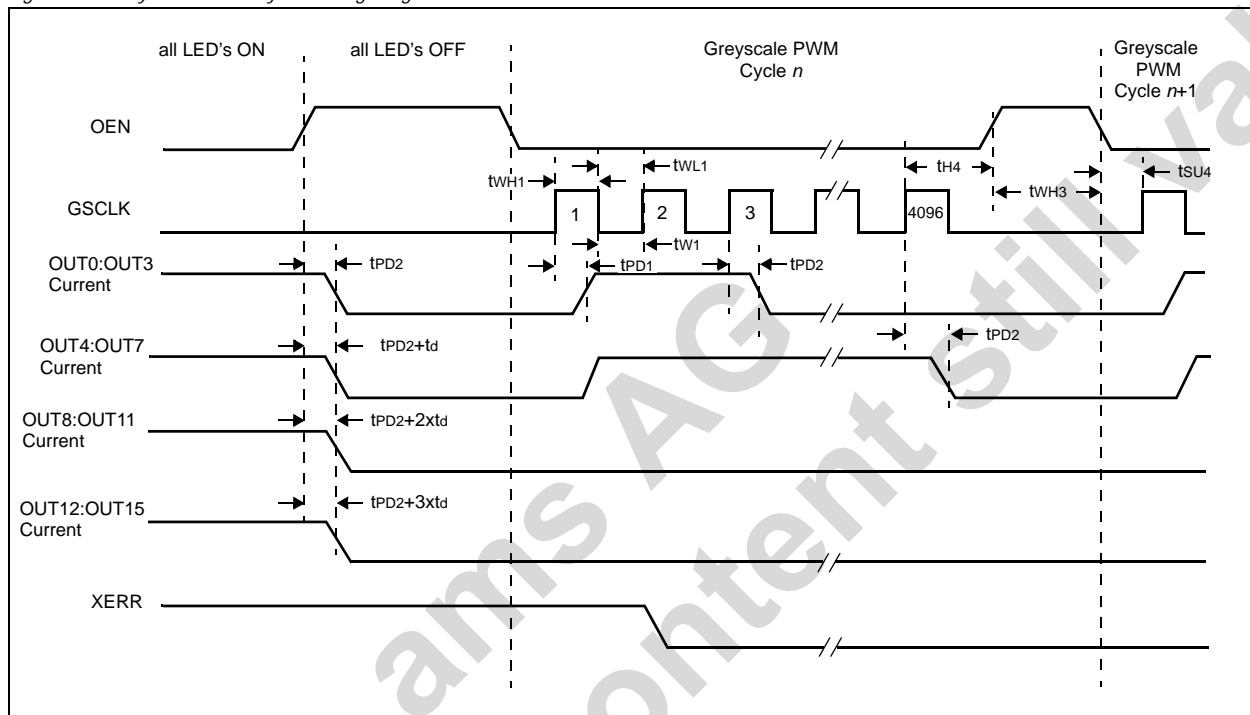 all LED's ON
all LED's OFF
Greyscale PWM
Cycle n
Greyscale
PWM
Cycle n+1
OEN
tWL1
tH4
tSU4
tWH1
tWH3
GSCLK
1
2
3
4096
tW1
OUT0:OUT3
Current
tPD2
tPD1
tPD2
OUT4:OUT7
Current
tPD2+td
tPD2
OUT8:OUT11
Current
tPD2+2xtd
OUT12:OUT15
Current
tPD2+3xtd
XERR
ams AG
ontent still va